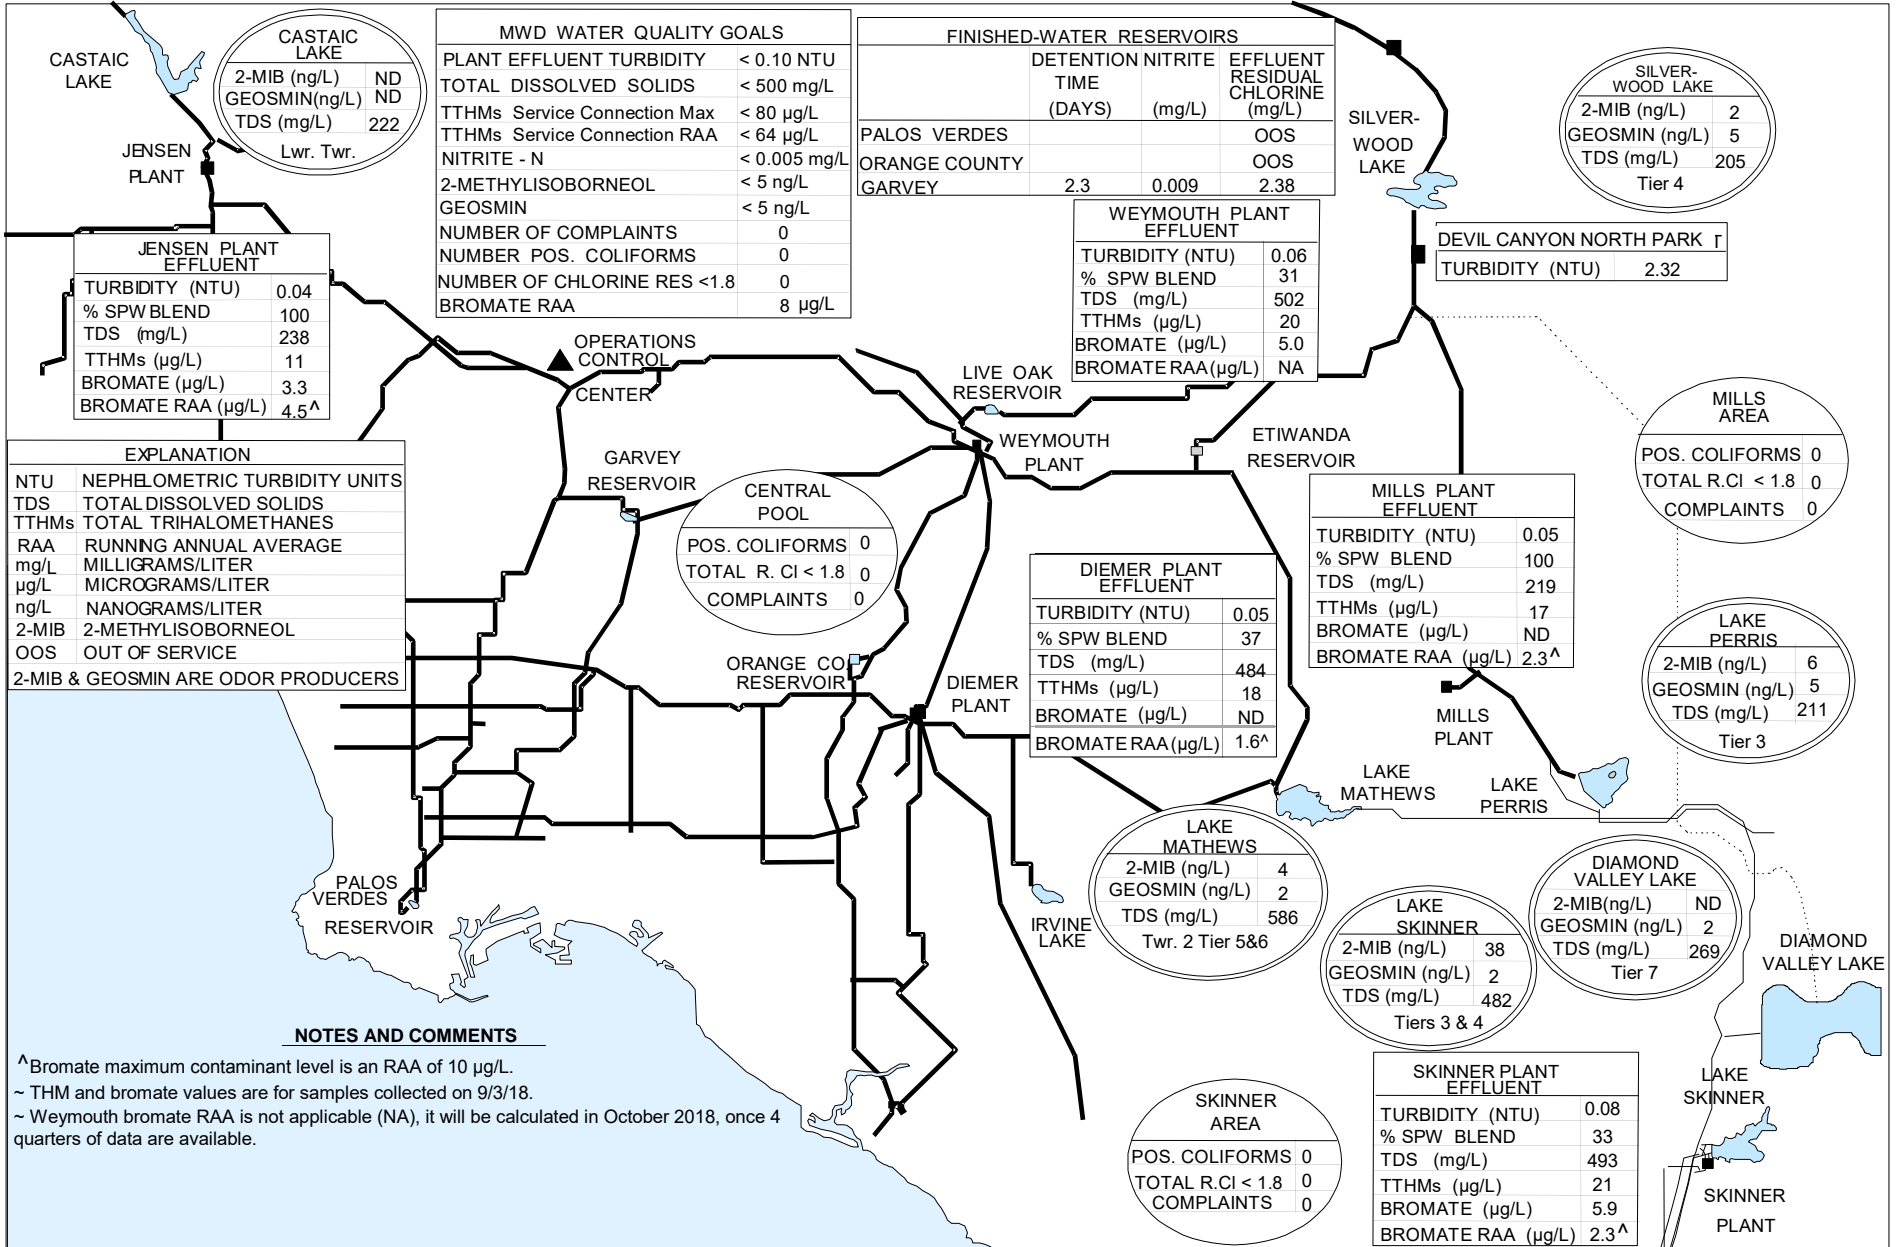 CASTAIC
LAKE
CASTAIC
LAKE
2-MIB (ng/L) ND
GEOSMIN(ng/L) ND
TDS (mg/L) 222
Lwr. Twr.
JENSEN
PLANT
MWD WATER QUALITY GOALS
PLANT EFFLUENT TURBIDITY < 0.10 NTU
TOTAL DISSOLVED SOLIDS < 500 mg/L
TTHMs Service Connection Max < 80 µg/L
TTHMs Service Connection RAA < 64 µg/L
NITRITE - N < 0.005 mg/L
2-METHYLISOBORNEOL < 5 ng/L
GEOSMIN < 5 ng/L
NUMBER OF COMPLAINTS 0
NUMBER POS. COLIFORMS 0
NUMBER OF CHLORINE RES <1.8 0
BROMATE RAA 8 µg/L
FINISHED-WATER RESERVOIRS
DETENTION NITRITE EFFLUENT
TIME RESIDUAL
CHLORINE
(DAYS) (mg/L) (mg/L)
PALOS VERDES OOS
ORANGE COUNTY OOS
GARVEY 2.3 0.009 2.38
SILVER-
WOOD
LAKE
SILVER-
WOOD LAKE
2-MIB (ng/L) 2
GEOSMIN (ng/L) 5
TDS (mg/L) 205
Tier 4
DEVIL CANYON NORTH PARK
TURBIDITY (NTU) 2.32
WEYMOUTH PLANT
EFFLUENT
TURBIDITY (NTU) 0.06
% SPW BLEND 31
TDS (mg/L) 502
TTHMs (µg/L) 20
BROMATE (µg/L) 5.0
BROMATE RAA (µg/L) NA
JENSEN PLANT
EFFLUENT
TURBIDITY (NTU) 0.04
% SPW BLEND 100
TDS (mg/L) 238
TTHMs (µg/L) 11
BROMATE (µg/L) 3.3
BROMATE RAA (µg/L) 4.5^
OPERATIONS
CONTROL
CENTER
LIVE OAK
RESERVOIR
WEYMOUTH
PLANT
ETIWANDA
RESERVOIR
GARVEY
RESERVOIR
MILLS
AREA
POS. COLIFORMS 0
TOTAL R.Cl < 1.8 0
COMPLAINTS 0
EXPLANATION
NTU NEPHELOMETRIC TURBIDITY UNITS
TDS TOTAL DISSOLVED SOLIDS
TTHMs TOTAL TRIHALOMETHANES
RAA RUNNING ANNUAL AVERAGE
mg/L MILLIGRAMS/LITER
µg/L MICROGRAMS/LITER
ng/L NANOGRAMS/LITER
2-MIB 2-METHYLISOBORNEOL
OOS OUT OF SERVICE
2-MIB & GEOSMIN ARE ODOR PRODUCERS
CENTRAL
POOL
POS. COLIFORMS 0
TOTAL R. Cl < 1.8 0
COMPLAINTS 0
MILLS PLANT
EFFLUENT
TURBIDITY (NTU) 0.05
% SPW BLEND 100
TDS (mg/L) 219
TTHMs (µg/L) 17
BROMATE (µg/L) ND
BROMATE RAA (µg/L) 2.3^
DIEMER PLANT
EFFLUENT
TURBIDITY (NTU) 0.05
% SPW BLEND 37
TDS (mg/L) 484
TTHMs (µg/L) 18
BROMATE (µg/L) ND
BROMATE RAA (µg/L) 1.6^
ORANGE CO
RESERVOIR
DIEMER
PLANT
MILLS
PLANT
LAKE
PERRIS
2-MIB (ng/L) 6
GEOSMIN (ng/L) 5
TDS (mg/L) 211
Tier 3
LAKE
MATHEWS
LAKE
PERRIS
LAKE
MATHEWS
2-MIB (ng/L) 4
GEOSMIN (ng/L) 2
TDS (mg/L) 586
Twr. 2 Tier 5&6
DIAMOND
VALLEY LAKE
2-MIB(ng/L) ND
GEOSMIN (ng/L) 2
TDS (mg/L) 269
Tier 7
LAKE
SKINNER
2-MIB (ng/L) 38
GEOSMIN (ng/L) 2
TDS (mg/L) 482
Tiers 3 & 4
PALOS
VERDES
RESERVOIR
IRVINE
LAKE
DIAMOND
VALLEY LAKE
NOTES AND COMMENTS
^Bromate maximum contaminant level is an RAA of 10 µg/L.
~ THM and bromate values are for samples collected on 9/3/18.
~ Weymouth bromate RAA is not applicable (NA), it will be calculated in October 2018, once 4
quarters of data are available.
SKINNER
AREA
POS. COLIFORMS 0
TOTAL R.Cl < 1.8 0
COMPLAINTS 0
SKINNER PLANT
EFFLUENT
TURBIDITY (NTU) 0.08
% SPW BLEND 33
TDS (mg/L) 493
TTHMs (µg/L) 21
BROMATE (µg/L) 5.9
BROMATE RAA (µg/L) 2.3^
LAKE
SKINNER
SKINNER
PLANT